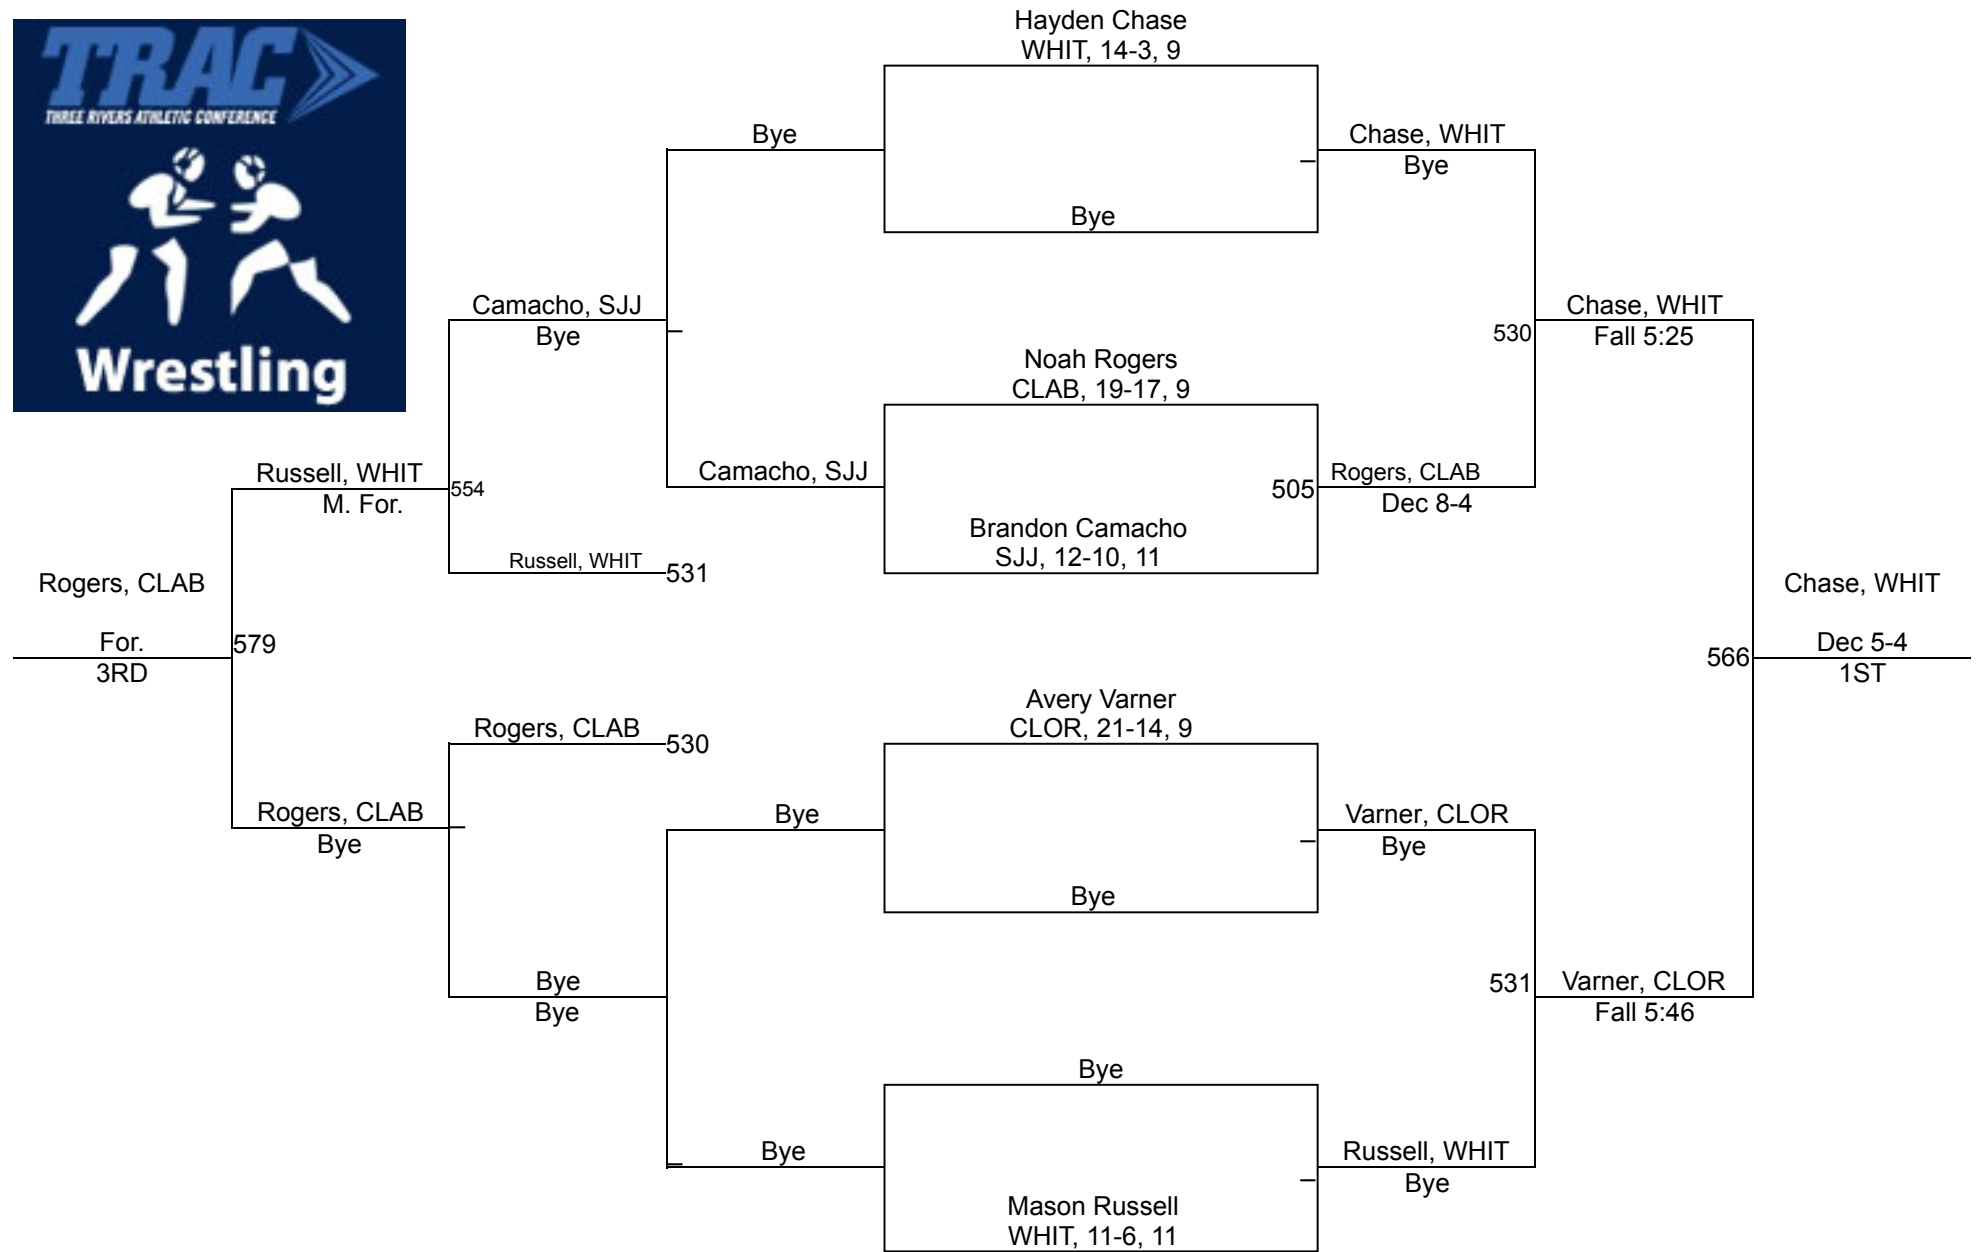 TRAC
THREE RIVERS ATHLETIC CONFERENCE
Wrestling
Hayden Chase
WHIT, 14-3, 9
Bye
Chase, WHIT
Bye
Bye
Camacho, SJJ
Bye
530
Chase, WHIT
Fall 5:25
Noah Rogers
CLAB, 19-17, 9
Camacho, SJJ
505
Rogers, CLAB
Dec 8-4
Russell, WHIT
M. For.
554
Brandon Camacho
SJJ, 12-10, 11
Russell, WHIT
531
Rogers, CLAB
For.
3RD
579
Chase, WHIT
Dec 5-4
1ST
566
Avery Varner
CLOR, 21-14, 9
Rogers, CLAB
530
Rogers, CLAB
Bye
Bye
Varner, CLOR
Bye
Bye
Bye
Bye
531
Varner, CLOR
Fall 5:46
Bye
Bye
Russell, WHIT
Bye
Mason Russell
WHIT, 11-6, 11